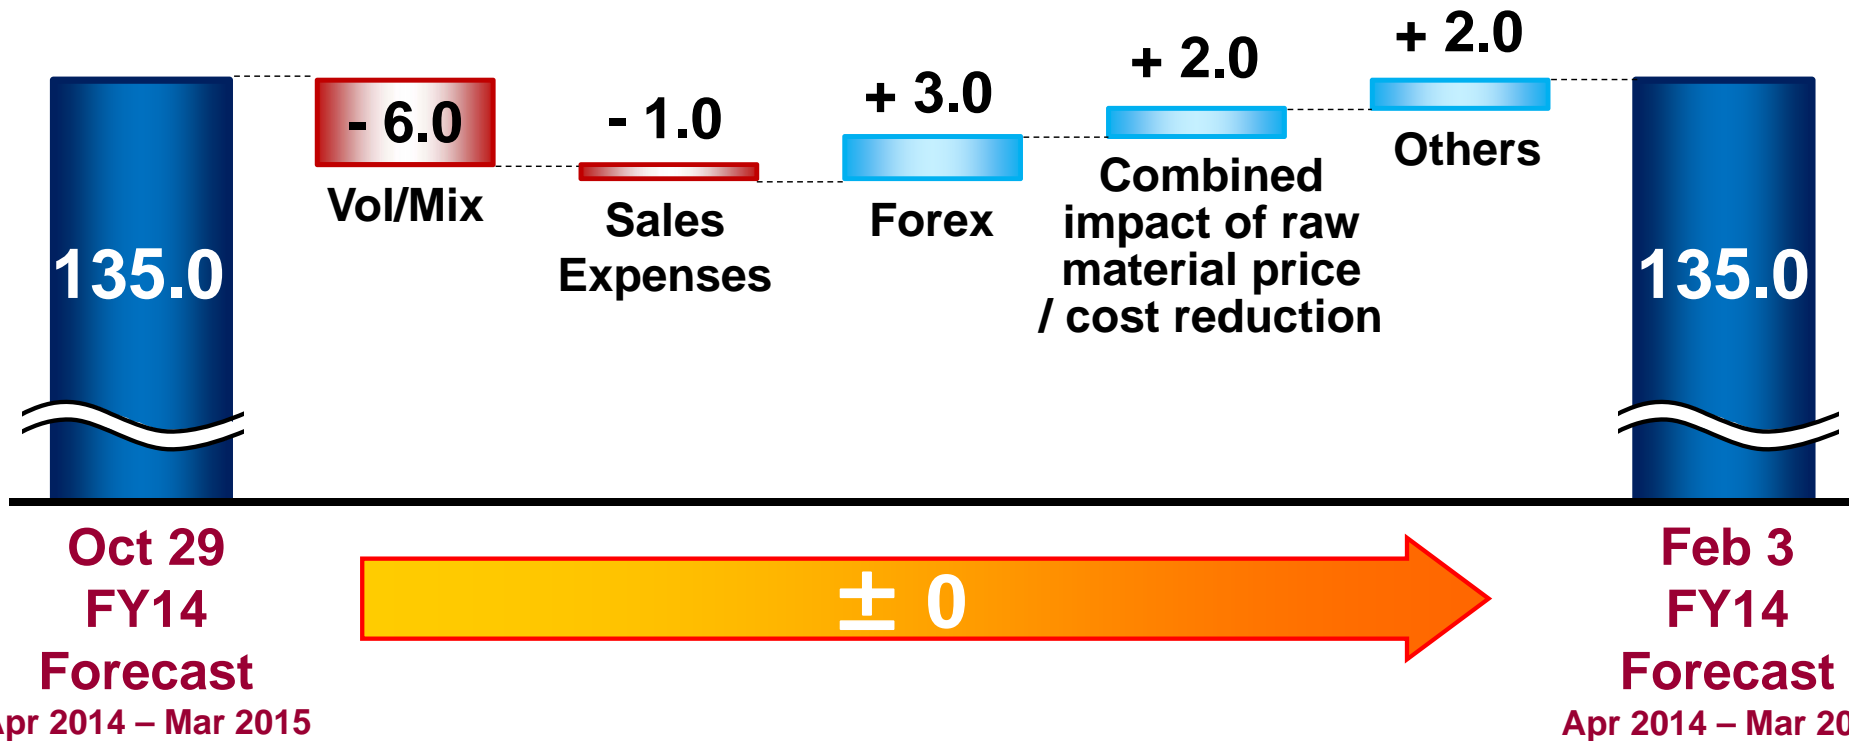 135.0
- 6.0
Vol/Mix
- 1.0
Sales
Expenses
+ 3.0
Forex
+ 2.0
Combined
impact of raw
material price
/ cost reduction
+ 2.0
Others
135.0
Oct 29
FY14
Forecast
Apr 2014 – Mar 2015
± 0
Feb 3
FY14
Forecast
Apr 2014 – Mar 20